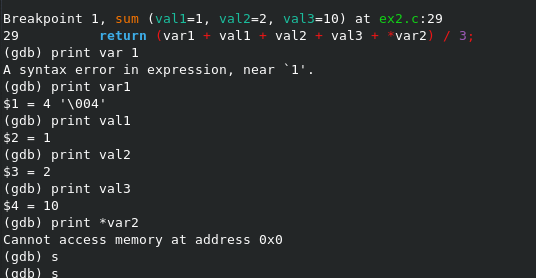 Breakpoint 1, sum (val1=1, val2=2, val3=10) at ex2.c:29
29 return (var1 + val1 + val2 + val3 + *var2) / 3;
(gdb) print var 1
A syntax error in expression, near `1'.
(gdb) print var1
$1 = 4 '\004'
(gdb) print val1
$2 = 1
(gdb) print val2
$3 = 2
(gdb) print val3
$4 = 10
(gdb) print *var2
Cannot access memory at address 0x0
(gdb) s
(gdb) s